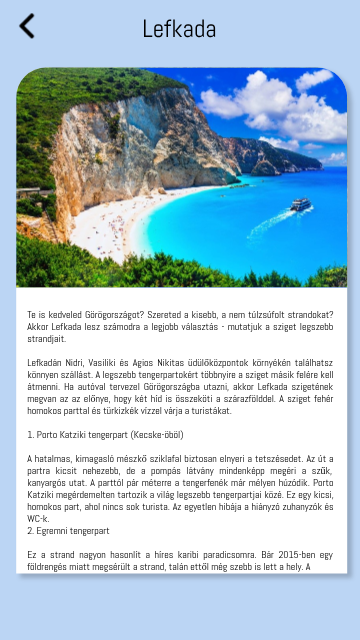 Lefkada
Te is kedveled Görögországot? Szereted a kisebb, a nem túlzsúfolt strandokat?
Akkor Lefkada lesz számodra a legjobb választás - mutatjuk a sziget legszebb
strandjait.
Lefkadán Nidri, Vasiliki és Agios Nikitas üdülőközpontok környékén találhatsz
könnyen szállást. A legszebb tengerpartokért többnyire a sziget másik felére kell
átmenni. Ha autóval tervezel Görögországba utazni, akkor Lefkada szigetének
megvan az az előnye, hogy két híd is összeköti a szárazfölddel. A sziget fehér
homokos parttal és türkizkék vízzel várja a turistákat.
1. Porto Katziki tengerpart (Kecske-öböl)
A hatalmas, kimagasló mészkő sziklafal biztosan elnyeri a tetszésedet. Az út a
partra kicsit nehezebb, de a pompás látvány mindenképp megéri a szűk,
kanyargós utat. A parttól pár méterre a tengerfenék már mélyen húzódik. Porto
Katziki megérdemelten tartozik a világ legszebb tengerpartjai közé. Ez egy kicsi,
homokos part, ahol nincs sok turista. Az egyetlen hibája a hiányzó zuhanyzók és
WC-k.
2. Egremni tengerpart
Ez a strand nagyon hasonlít a híres karibi paradicsomra. Bár 2015-ben egy
földrengés miatt megsérült a strand, talán ettől még szebb is lett a hely. A